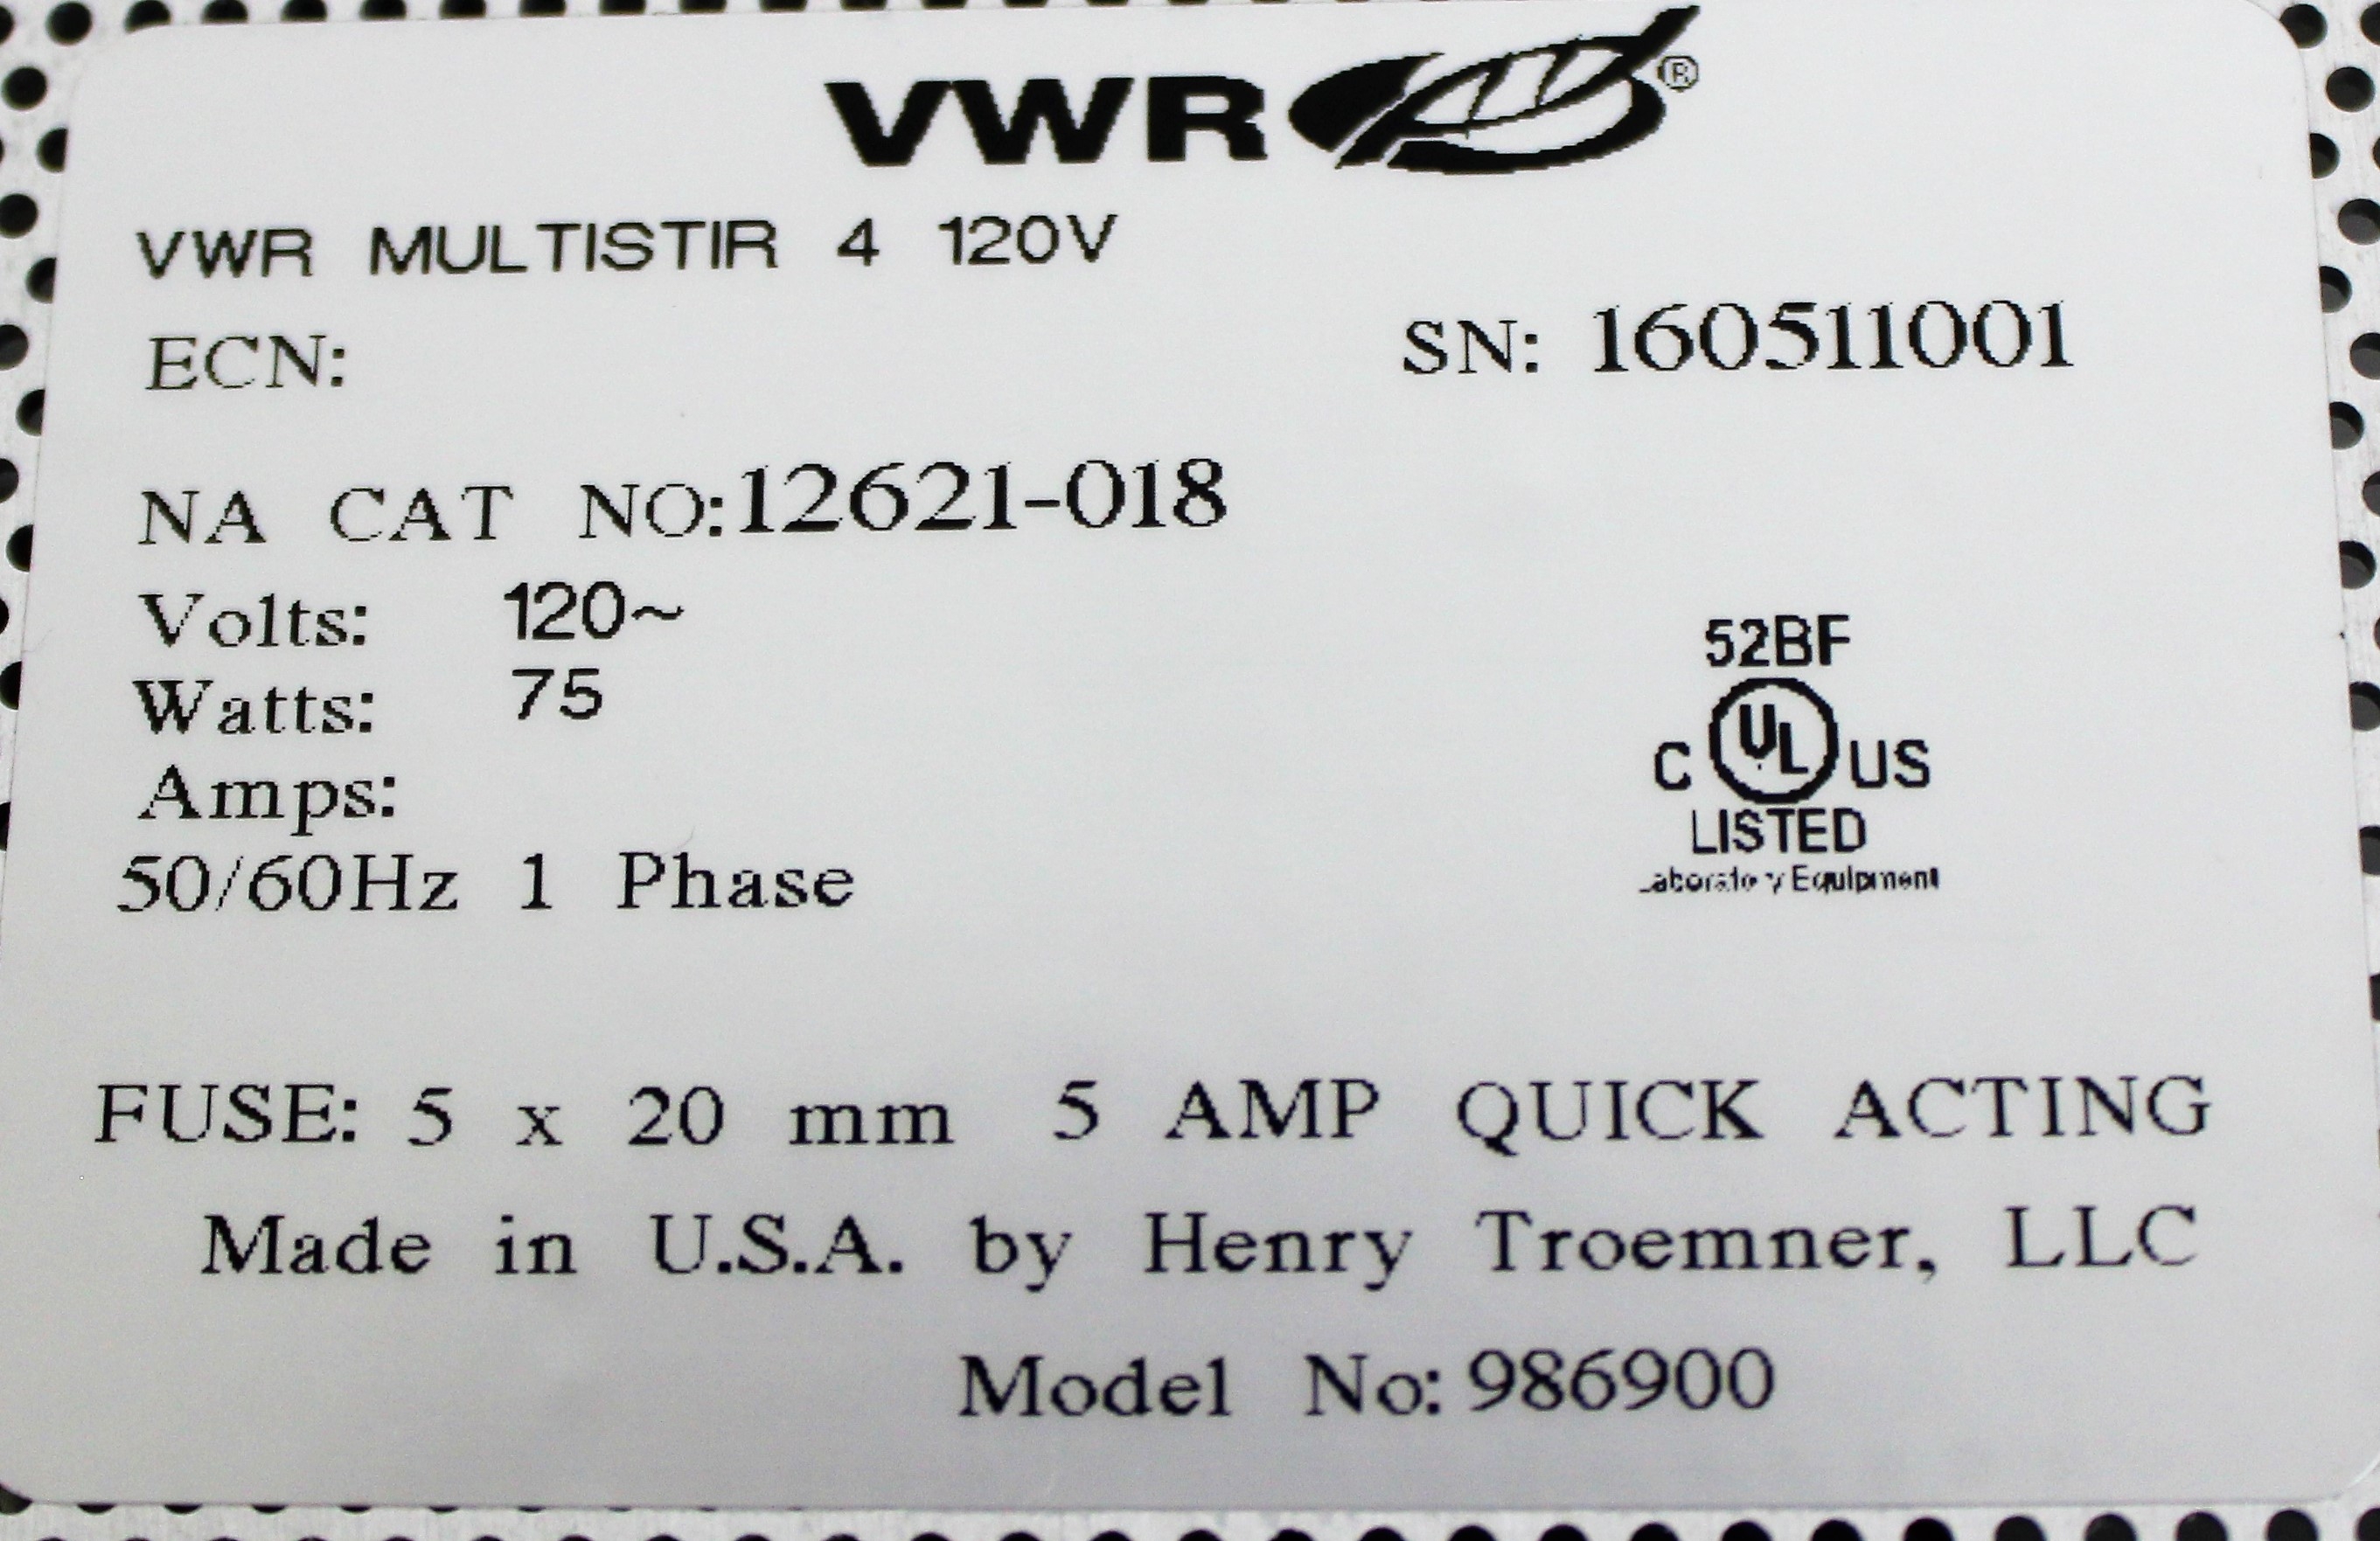 VWR®
VWR MULTISTIR 4 120V
ECN:
SN: 160511001
NA CAT NO:12621-018
Volts: 120~
Watts: 75
Amps:
50/60Hz 1 Phase
52BF
C UL US
LISTED
Laboratory Equipment
FUSE: 5 x 20 mm 5 AMP QUICK ACTING
Made in U.S.A. by Henry Troemner, LLC
Model No: 986900